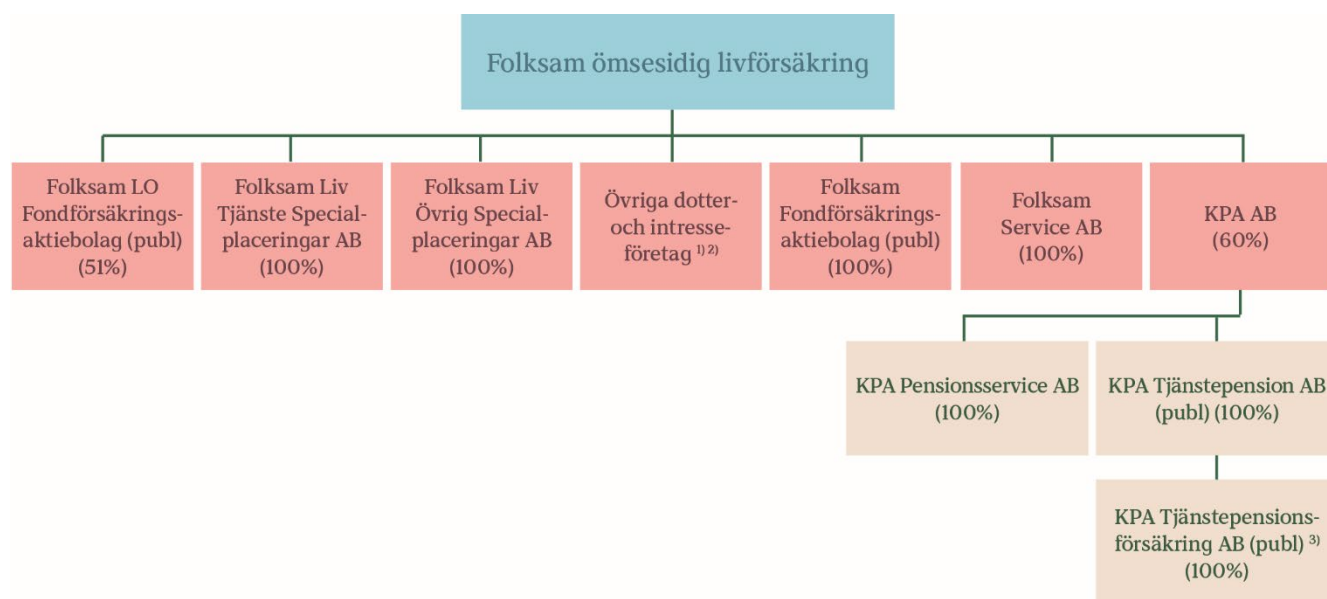 Folksam ömsesidig livförsäkring
Folksam LO
Fondförsäkrings-
aktiebolag (publ)
(51%)
Folksam Liv
Tjänste Special-
placeringar AB
(100%)
Folksam Liv
Övrig Special-
placeringar AB
(100%)
Övriga dotter-
och intresse-
företag 1) 2)
Folksam
Fondförsäkrings-
aktiebolag (publ)
(100%)
Folksam
Service AB
(100%)
KPA AB
(60%)
KPA Pensionsservice AB
(100%)
KPA Tjänstepension AB
(publ) (100%)
KPA Tjänstepensions-
försäkring AB (publ) 3)
(100%)